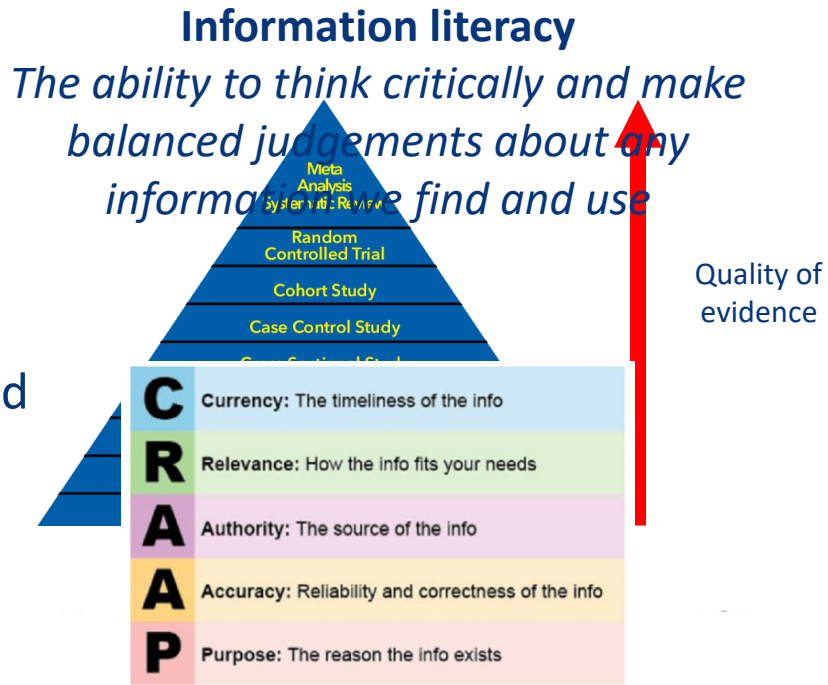 Information literacy
The ability to think critically and make
balanced judgements about any
information we find and use
Meta
Analysis
Systematic Review
Random
Controlled Trial
Cohort Study
Case Control Study
Quality of
evidence
d
C Currency: The timeliness of the info
R Relevance: How the info fits your needs
A Authority: The source of the info
A Accuracy: Reliability and correctness of the info
P Purpose: The reason the info exists